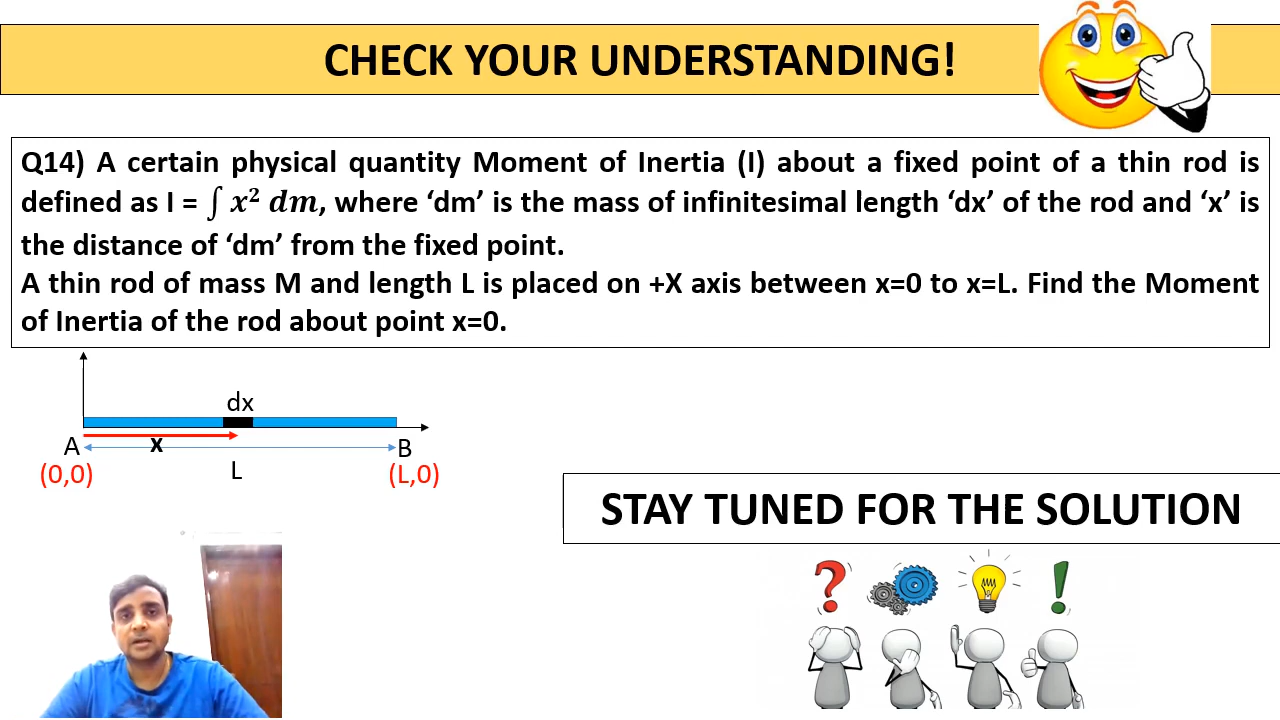 CHECK YOUR UNDERSTANDING!
Q14) A certain physical quantity Moment of Inertia (I) about a fixed point of a thin rod is
defined as I = ∫ x² dm, where ‘dm’ is the mass of infinitesimal length ‘dx’ of the rod and ‘x’ is
the distance of ‘dm’ from the fixed point.
A thin rod of mass M and length L is placed on +X axis between x=0 to x=L. Find the Moment
of Inertia of the rod about point x=0.
dx
A x B
(0,0) L (L,0)
STAY TUNED FOR THE SOLUTION
? !